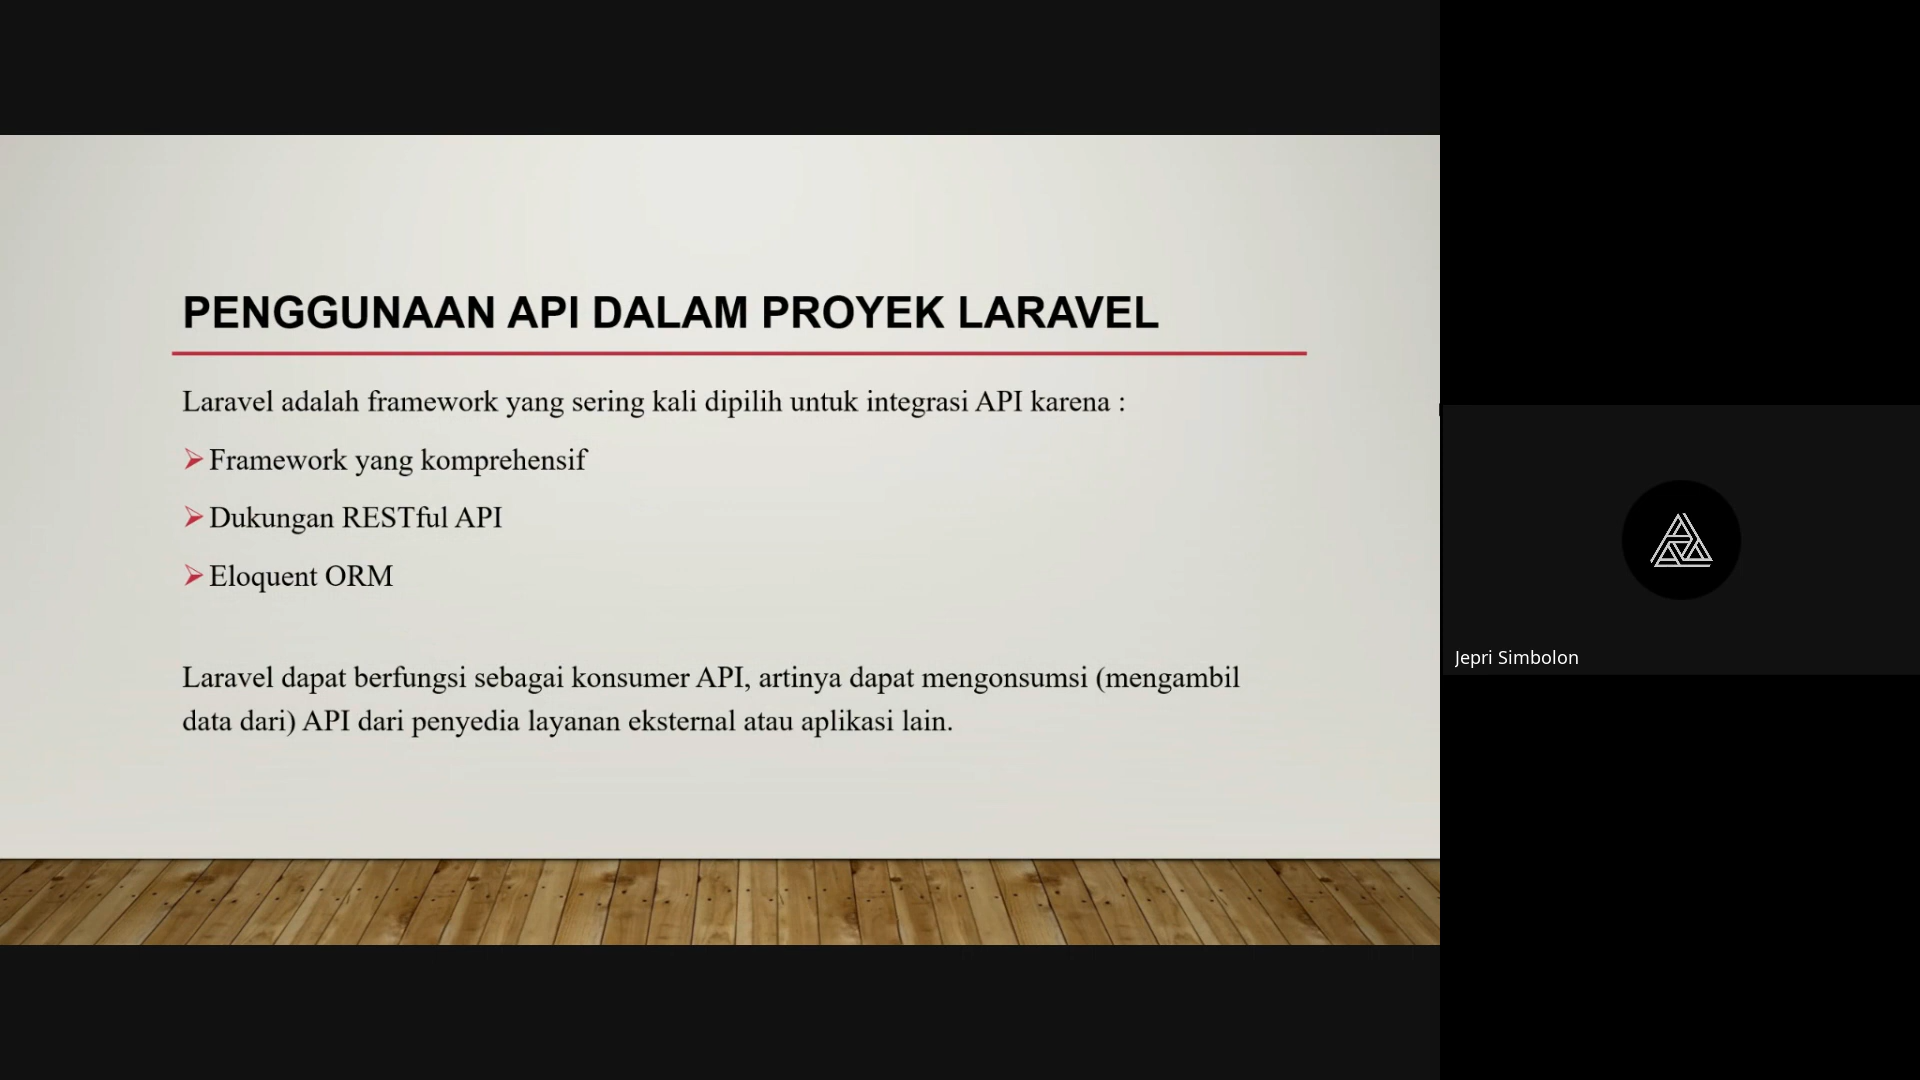 PENGGUNAAN API DALAM PROYEK LARAVEL
Laravel adalah framework yang sering kali dipilih untuk integrasi API karena :
Framework yang komprehensif
Dukungan RESTful API
Eloquent ORM
Laravel dapat berfungsi sebagai konsumer API, artinya dapat mengonsumsi (mengambil
data dari) API dari penyedia layanan eksternal atau aplikasi lain.
Jepri Simbolon